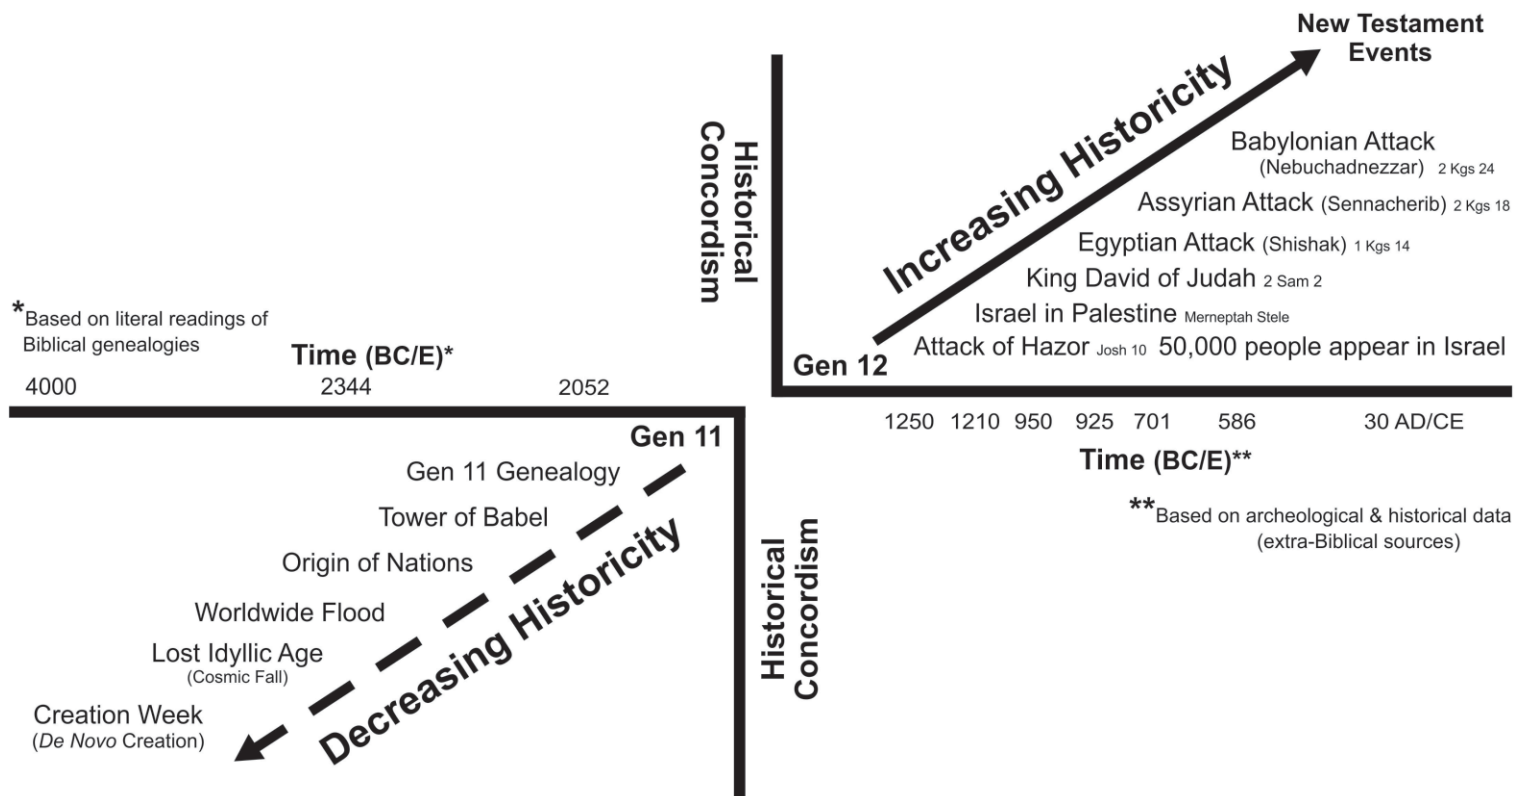 New Testament
Events
Increasing Historicity
Historical
Concordism
Babylonian Attack
(Nebuchadnezzar) 2 Kgs 24
Assyrian Attack (Sennacherib) 2 Kgs 18
Egyptian Attack (Shishak) 1 Kgs 14
King David of Judah 2 Sam 2
Israel in Palestine Merneptah Stele
Attack of Hazor Josh 10 50,000 people appear in Israel
Gen 12
1250 1210 950 925 701 586 30 AD/CE
Time (BC/E)**
**Based on archeological & historical data
(extra-Biblical sources)
*Based on literal readings of
Biblical genealogies
Time (BC/E)*
4000 2344 2052
Gen 11
Gen 11 Genealogy
Tower of Babel
Origin of Nations
Worldwide Flood
Lost Idyllic Age
(Cosmic Fall)
Creation Week
(De Novo Creation)
Decreasing Historicity
Historical
Concordism